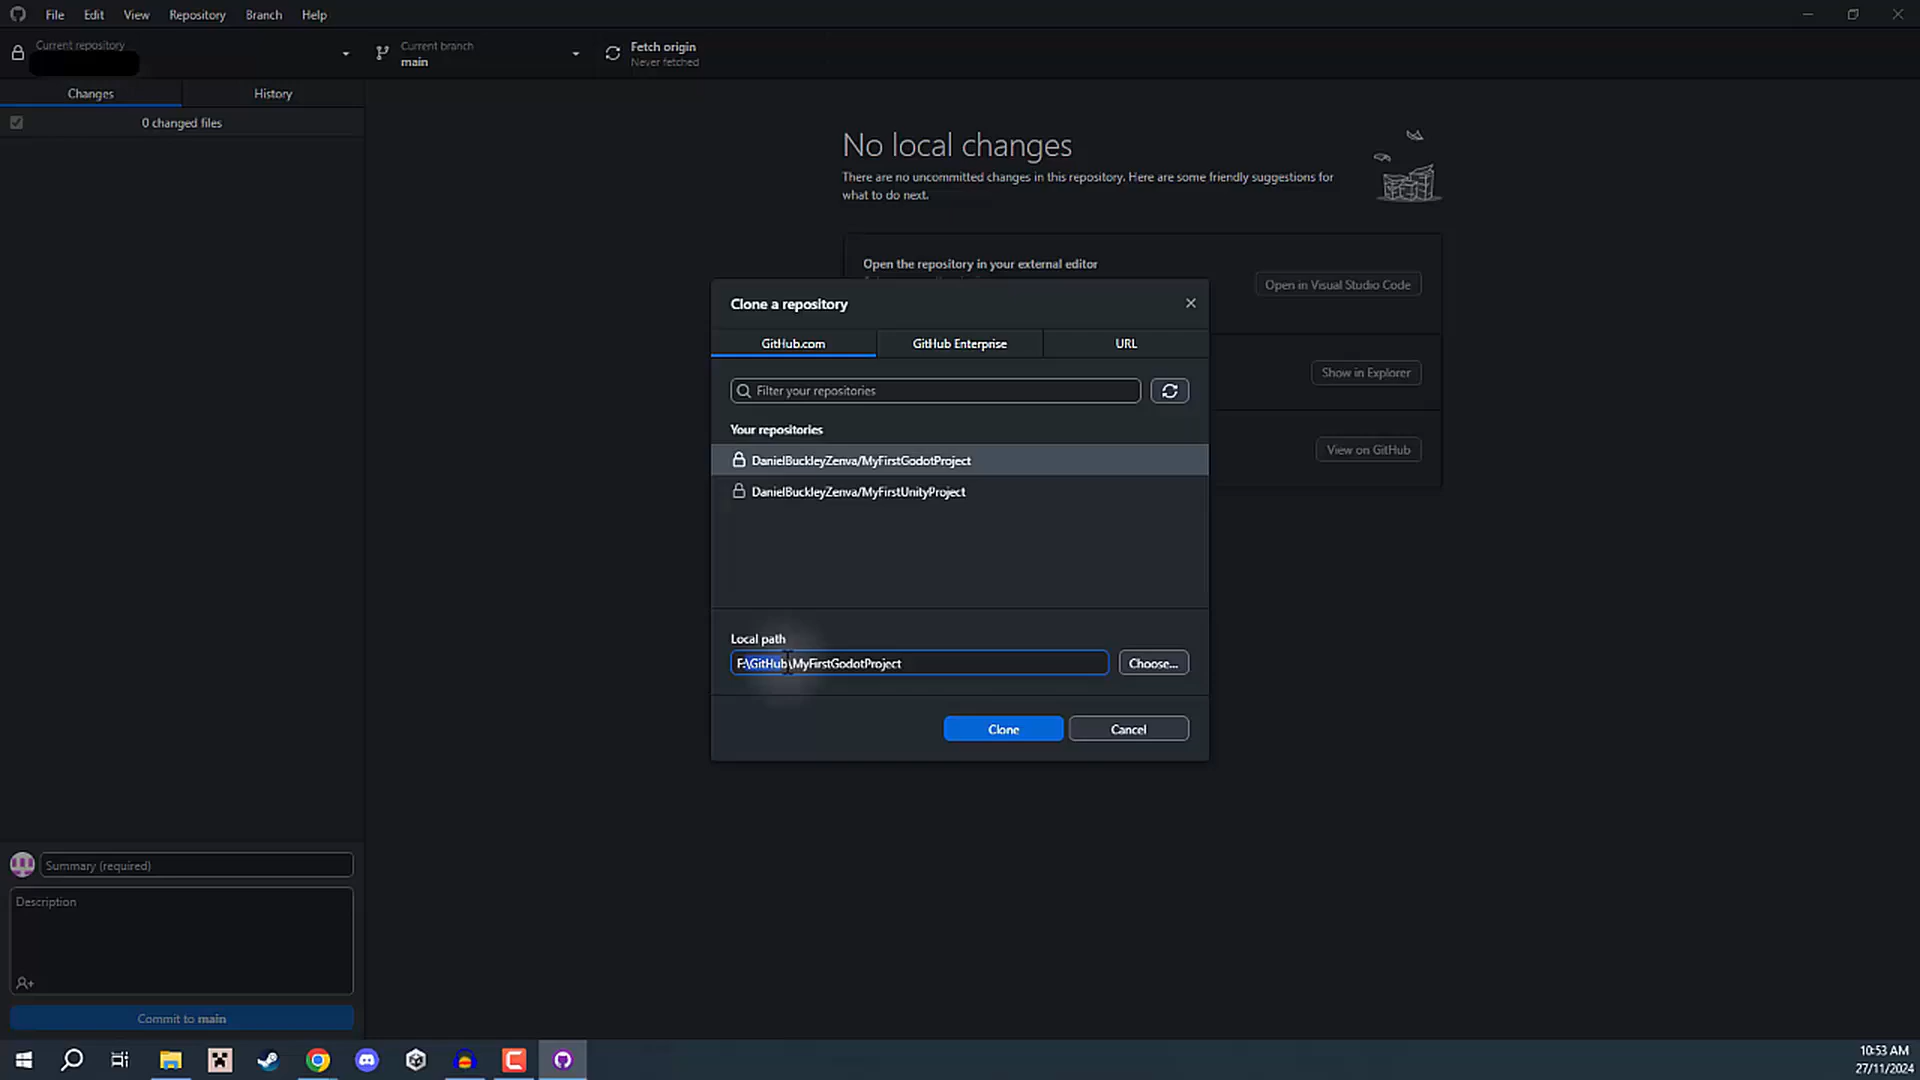 File Edit View Repository Branch Help
Current repository
Current branch
main
Fetch origin
Never fetched
Changes History
0 changed files
No local changes
There are no uncommitted changes in this repository. Here are some friendly suggestions for
what to do next.
Open the repository in your external editor
Open in Visual Studio Code
Show in Explorer
View on GitHub
Clone a repository
GitHub.com GitHub Enterprise URL
Filter your repositories
Your repositories
DanielBuckleyZenva/MyFirstGodotProject
DanielBuckleyZenva/MyFirstUnityProject
Local path
F:\GitHub\MyFirstGodotProject Choose...
Clone Cancel
Summary (required)
Description
Commit to main
10:53 AM
27/11/2024